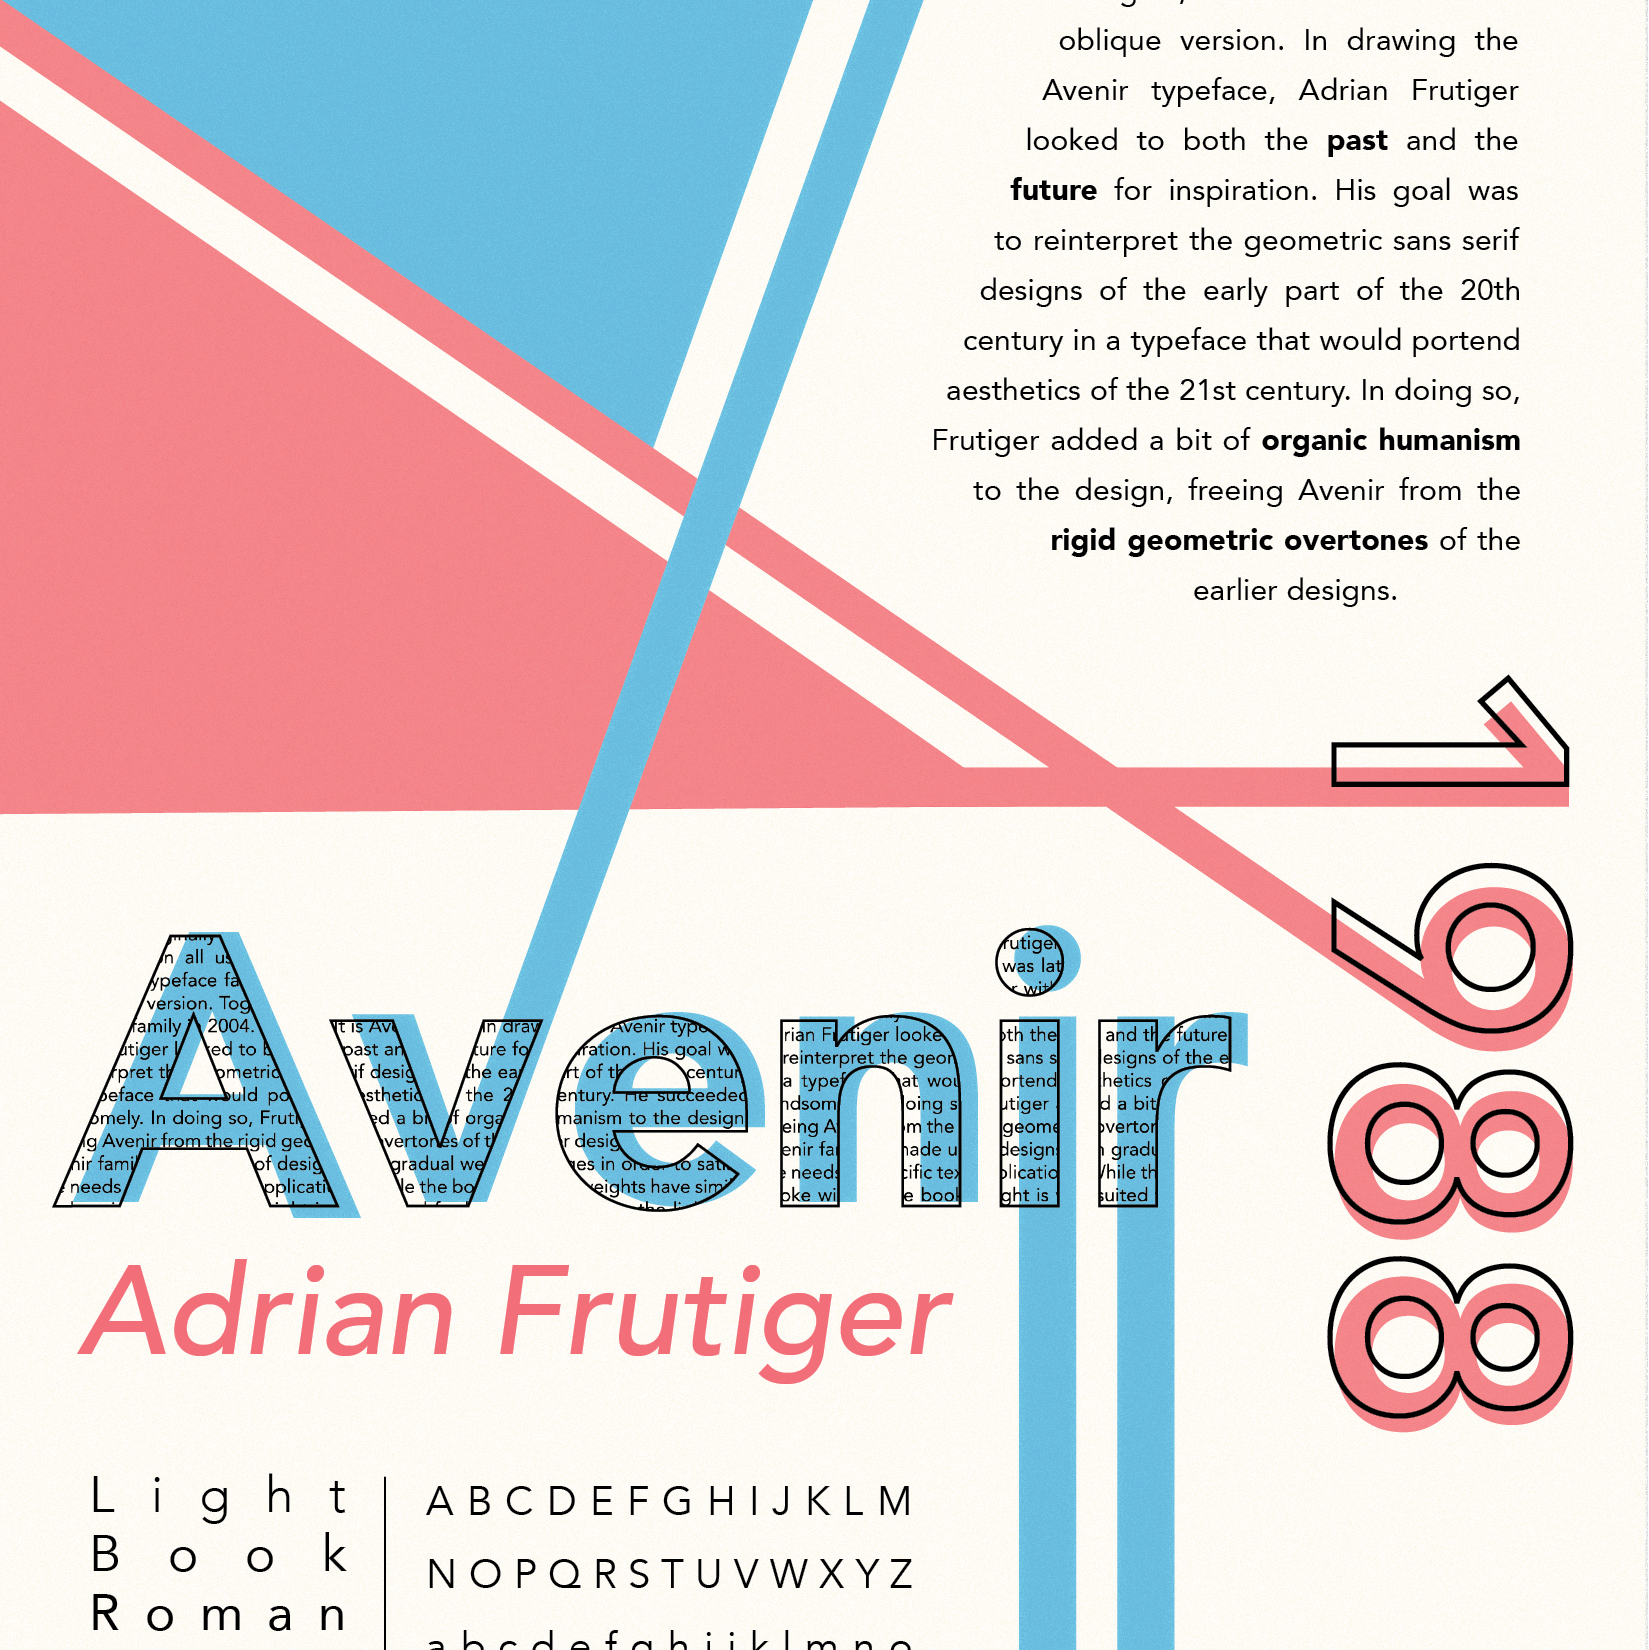 oblique version. In drawing the
Avenir typeface, Adrian Frutiger
looked to both the past and the
future for inspiration. His goal was
to reinterpret the geometric sans serif
designs of the early part of the 20th
century in a typeface that would portend
aesthetics of the 21st century. In doing so,
Frutiger added a bit of organic humanism
to the design, freeing Avenir from the
rigid geometric overtones of the
earlier designs.
1988
Avenir
Adrian Frutiger
Light
Book
Roman
A B C D E F G H I J K L M
N O P Q R S T U V W X Y Z
a b c d e f g h i j k l m n o